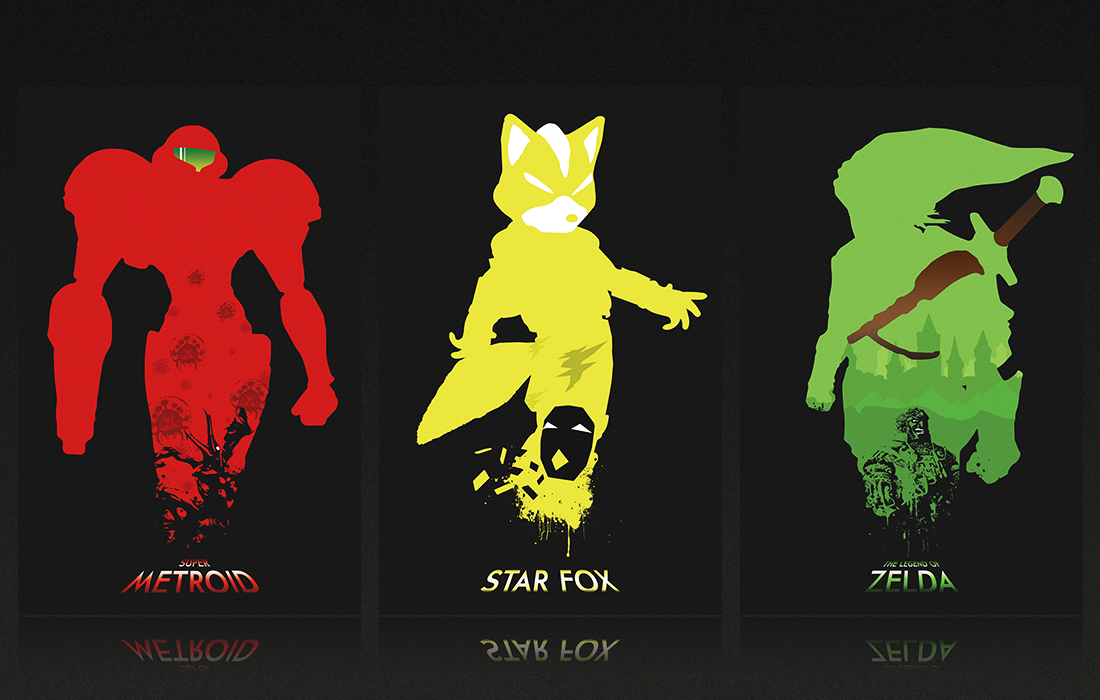 SUPER
METROID
STAR FOX
THE LEGEND OF
ZELDA